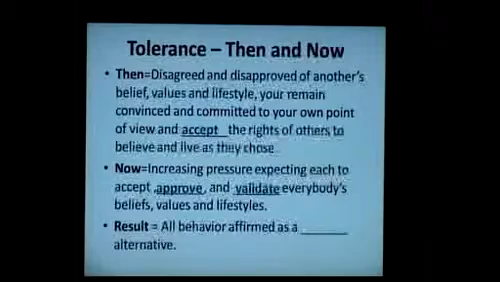 Tolerance – Then and Now
• Then=Disagreed and disapproved of another's
belief, values and lifestyle, your remain
convinced and committed to your own point
of view and accept the rights of others to
believe and live as they chose
• Now=Increasing pressure expecting each to
accept ,approve, and validate everybody's
beliefs, values and lifestyles.
• Result = All behavior affirmed as a ________
alternative.